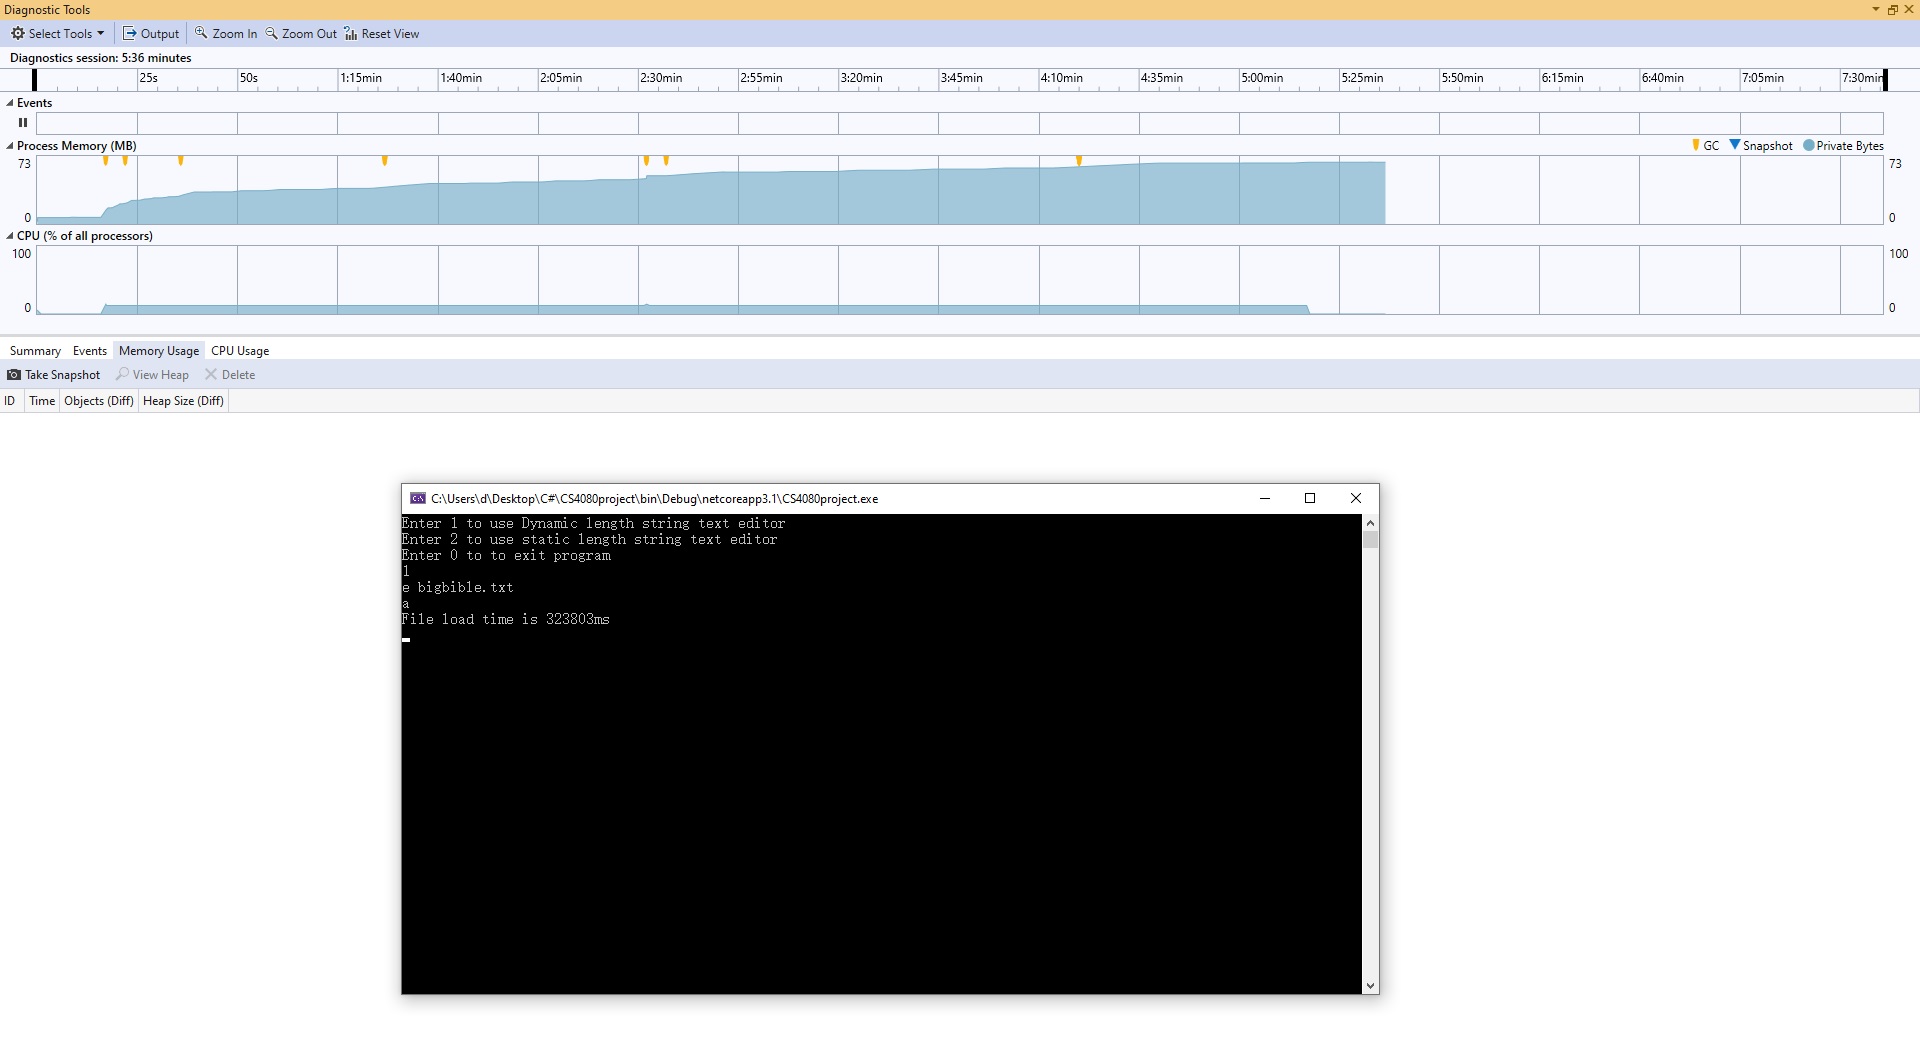 Diagnostic Tools
Select Tools Output Zoom In Zoom Out Reset View
Diagnostics session: 5:36 minutes
25s 50s 1:15min 1:40min 2:05min 2:30min 2:55min 3:20min 3:45min 4:10min 4:35min 5:00min 5:25min 5:50min 6:15min 6:40min 7:05min 7:30min
Events
Process Memory (MB) GC Snapshot Private Bytes
73 73
0 0
CPU (% of all processors)
100 100
0 0
Summary Events Memory Usage CPU Usage
Take Snapshot View Heap Delete
ID Time Objects (Diff) Heap Size (Diff)
C:\Users\d\Desktop\C#\CS4080project\bin\Debug\netcoreapp3.1\CS4080project.exe
Enter 1 to use Dynamic length string text editor
Enter 2 to use static length string text editor
Enter 0 to to exit program
1
e bigbible.txt
a
File load time is 323803ms